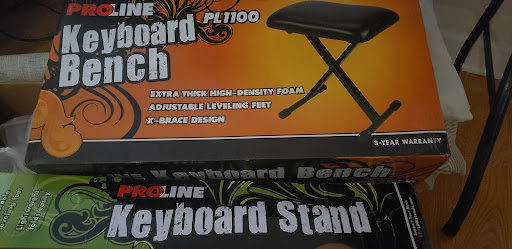 PROLINE
PL1100
Keyboard
Bench
EXTRA THICK HIGH-DENSITY FOAM
ADJUSTABLE LEVELING FEET
X-BRACE DESIGN
3-YEAR WARRANTY
Keyboard Bench
PROLINE
Keyboard Stand